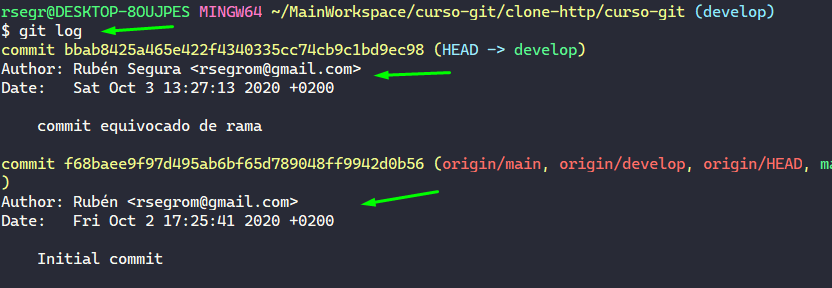 rsegr@DESKTOP-8OUJPES MINGW64 ~/MainWorkspace/curso-git/clone-http/curso-git (develop)
$ git log
commit bbab8425a465e422f4340335cc74cb9c1bd9ec98 (HEAD -> develop)
Author: Rubén Segura <rsegrom@gmail.com>
Date:   Sat Oct 3 13:27:13 2020 +0200
commit equivocado de rama
commit f68baee9f97d495ab6bf65d789048ff9942d0b56 (origin/main, origin/develop, origin/HEAD, ma
)
Author: Rubén <rsegrom@gmail.com>
Date:   Fri Oct 2 17:25:41 2020 +0200
Initial commit